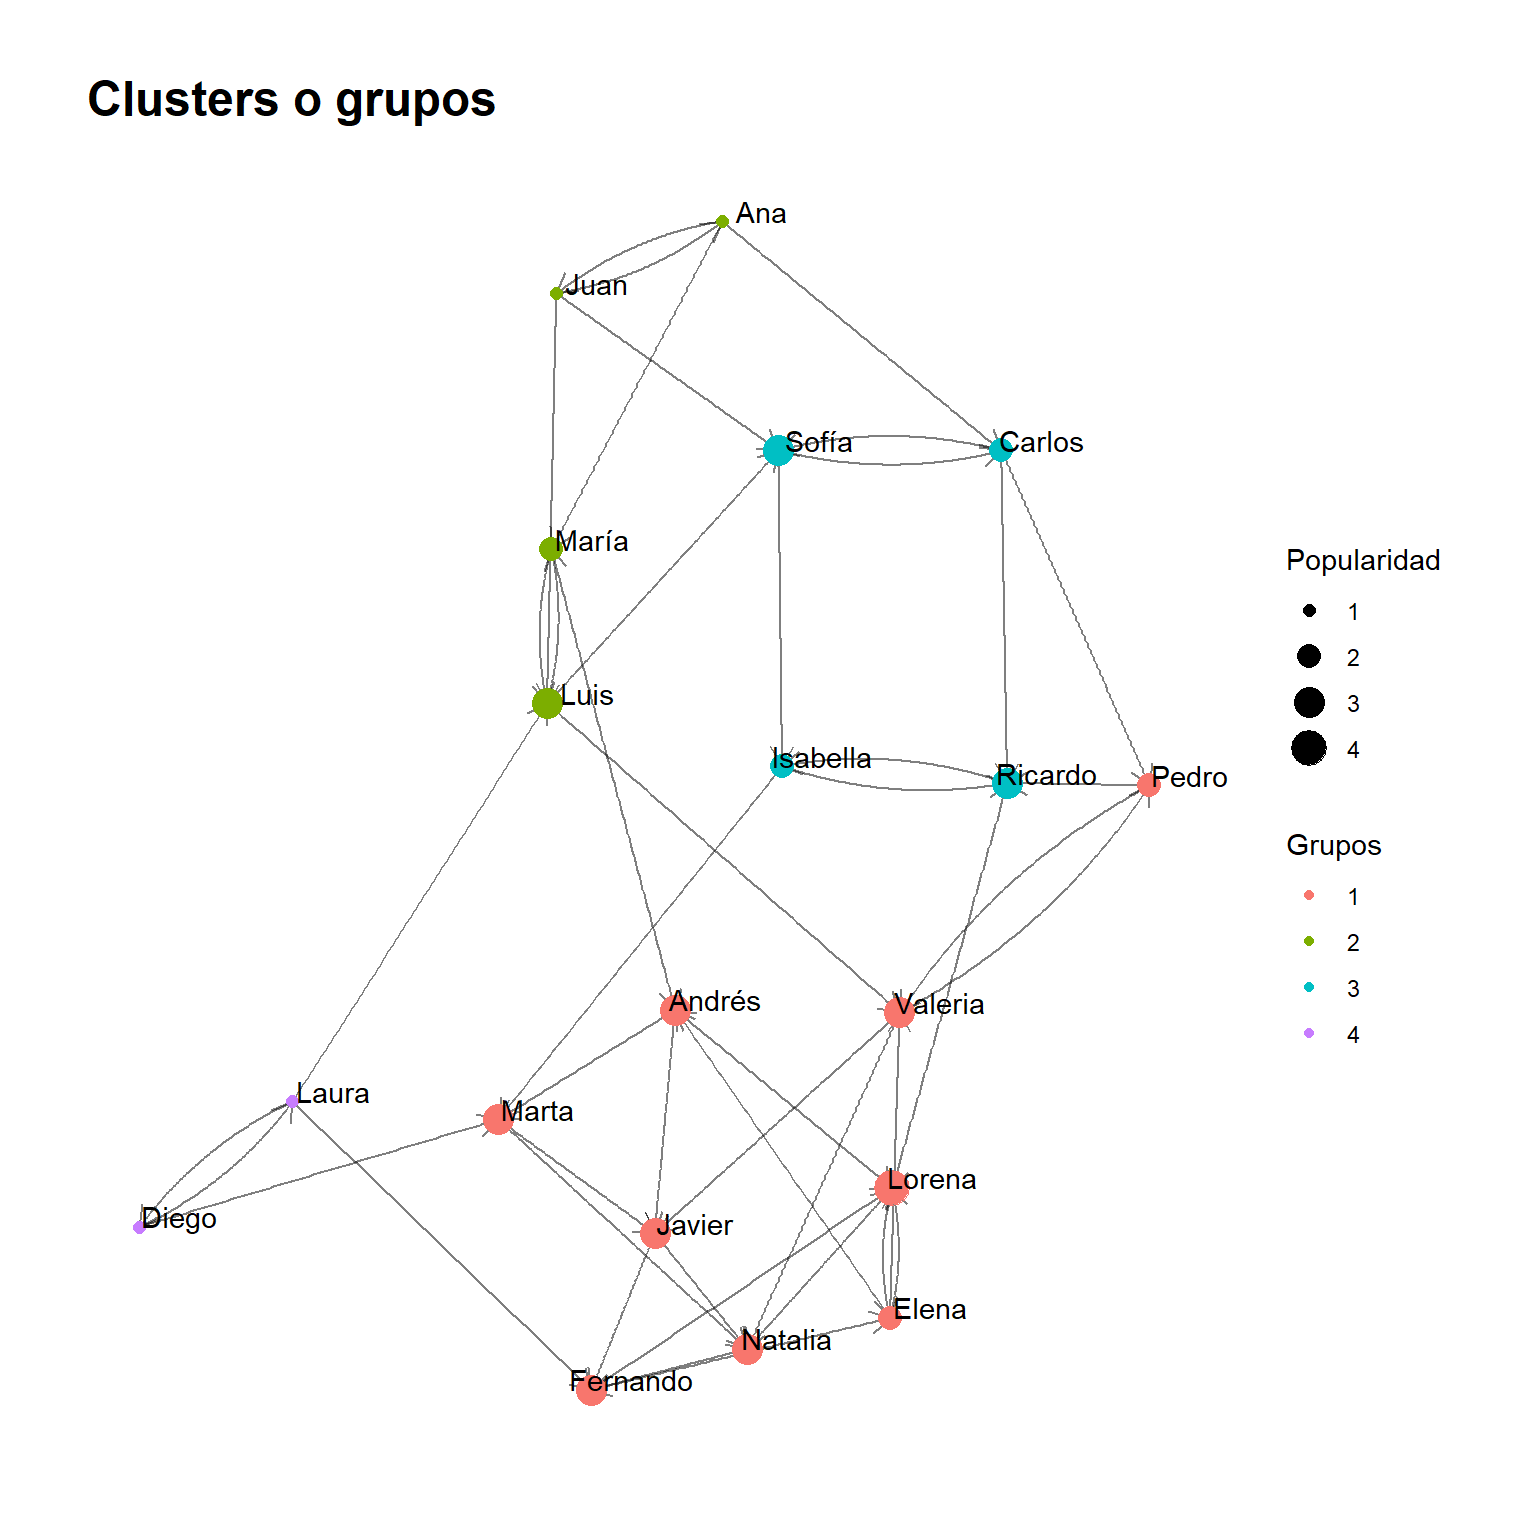 Clusters o grupos
Ana
Juan
Sofía
Carlos
María
Luis
Isabella
Ricardo
Pedro
Andrés
Valeria
Laura
Marta
Lorena
Diego
Javier
Elena
Natalia
Fernando
Popularidad
1
2
3
4
Grupos
1
2
3
4